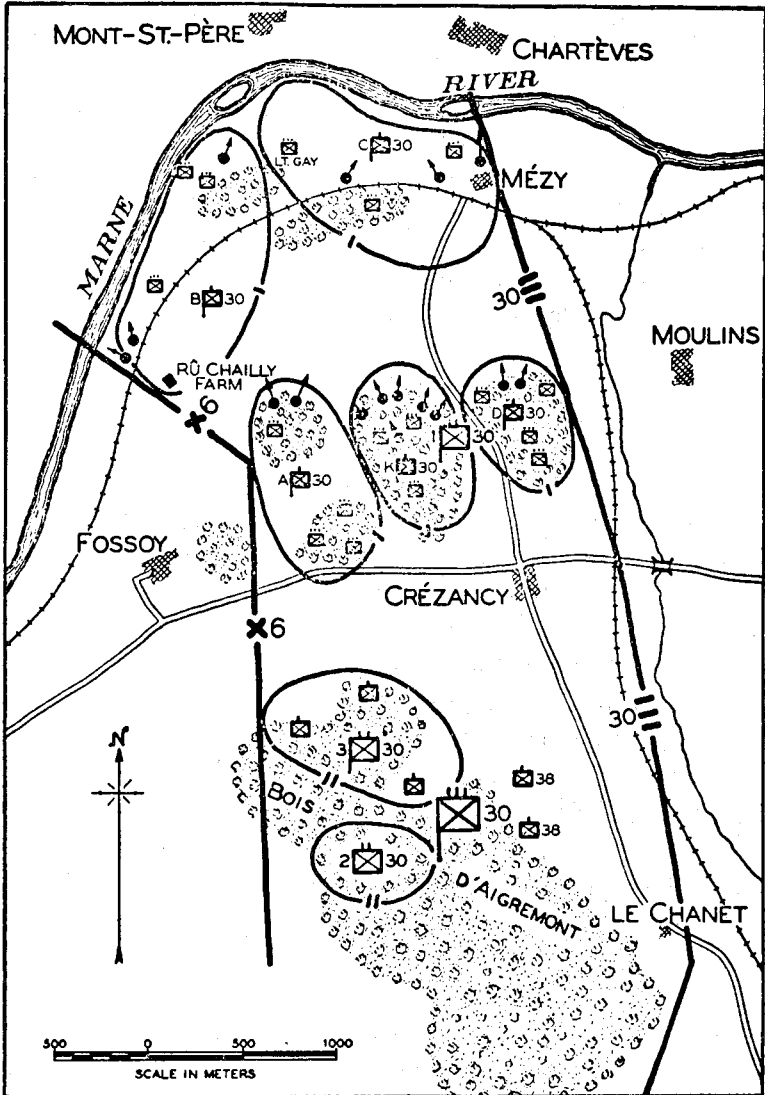 MONT-ST.-PÈRE
CHARTÈVES
RIVER
C 30
LT. GAY
MÉZY
MARNE
30
B 30
MOULINS
RÛ CHAILLY
FARM
6
D 30
1 30
A 30
K 30
FOSSOY
CRÉZANCY
6
30
3 30
N
BOIS
38
30
38
2 30
D'AIGREMONT
LE CHANET
500 0 500 1000
SCALE IN METERS